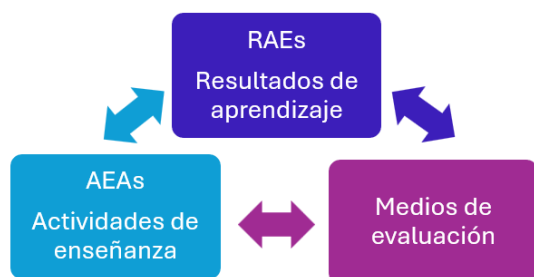 RAEs
Resultados de
aprendizaje
AEAs
Actividades de
enseñanza
Medios de
evaluación